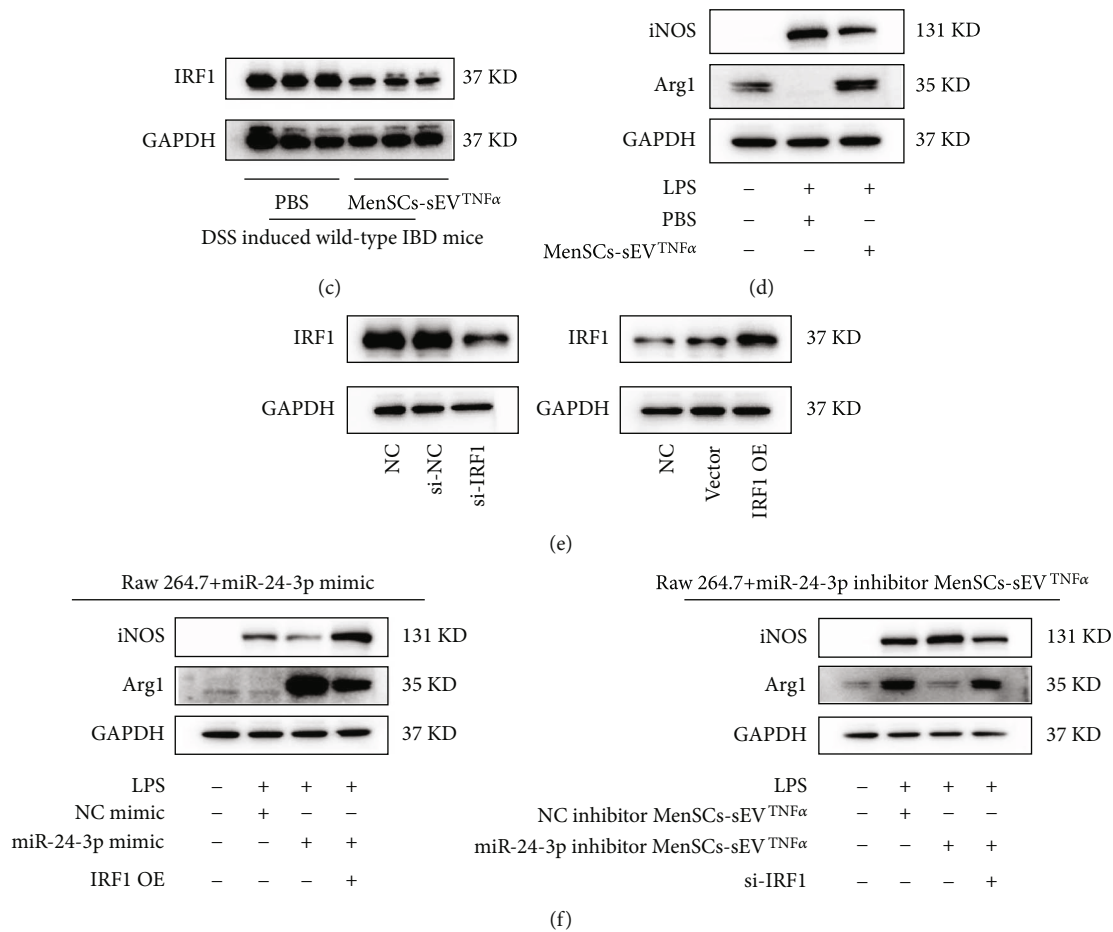 IRF1 37 KD
GAPDH 37 KD
PBS MenSCs-sEV^TNFα
DSS induced wild-type IBD mice
(c)
iNOS 131 KD
Arg1 35 KD
GAPDH 37 KD
LPS − + +
PBS − + −
MenSCs-sEV^TNFα − − +
(d)
IRF1
GAPDH
NC si-NC si-IRF1
IRF1 37 KD
GAPDH 37 KD
NC Vector IRF1 OE
(e)
Raw 264.7+miR-24-3p mimic
iNOS 131 KD
Arg1 35 KD
GAPDH 37 KD
LPS − + + +
NC mimic − + − −
miR-24-3p mimic − − + +
IRF1 OE − − − +
Raw 264.7+miR-24-3p inhibitor MenSCs-sEV^TNFα
iNOS 131 KD
Arg1 35 KD
GAPDH 37 KD
LPS − + + +
NC inhibitor MenSCs-sEV^TNFα − + − −
miR-24-3p inhibitor MenSCs-sEV^TNFα − − + +
si-IRF1 − − − +
(f)